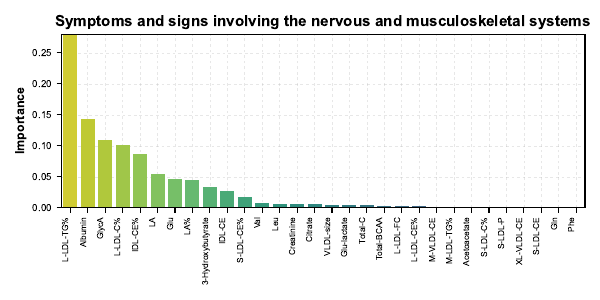 Symptoms and signs involving the nervous and musculoskeletal systems
Importance
0.25
0.20
0.15
0.10
0.05
0.00
L-LDL-TG%
Albumin
GlycA
L-LDL-C%
IDL-CE%
LA
Glu
LA%
3-Hydroxybutyrate
IDL-CE
S-LDL-CE%
Val
Leu
Creatinine
Citrate
VLDL-size
Glu-lactate
Total-C
Total-BCAA
L-LDL-FC
L-LDL-CE%
M-VLDL-CE
M-LDL-TG%
Acetoacetate
S-LDL-C%
S-LDL-P
XL-VLDL-CE
S-LDL-CE
Gln
Phe